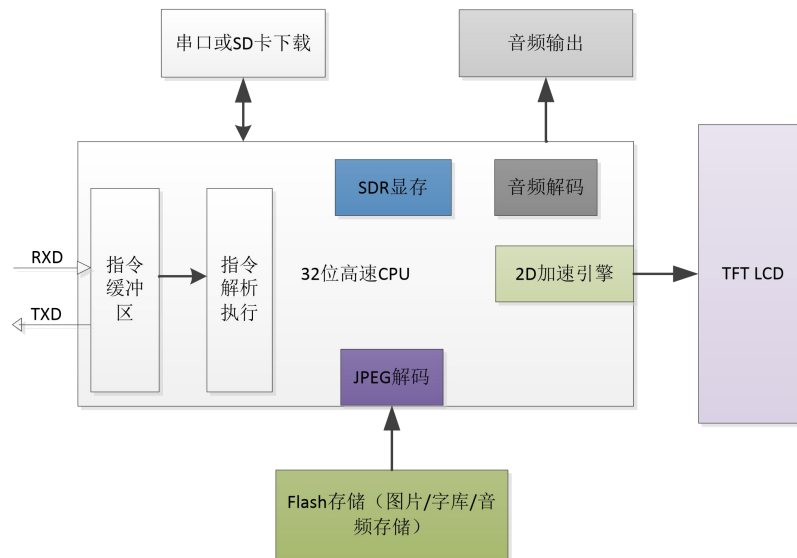 串口或SD卡下载
音频输出
SDR显存
音频解码
RXD
TXD
指令
缓冲
区
指令
解析
执行
32位高速CPU
2D加速引擎
TFT LCD
JPEG解码
Flash存储（图片/字库/音
频存储）